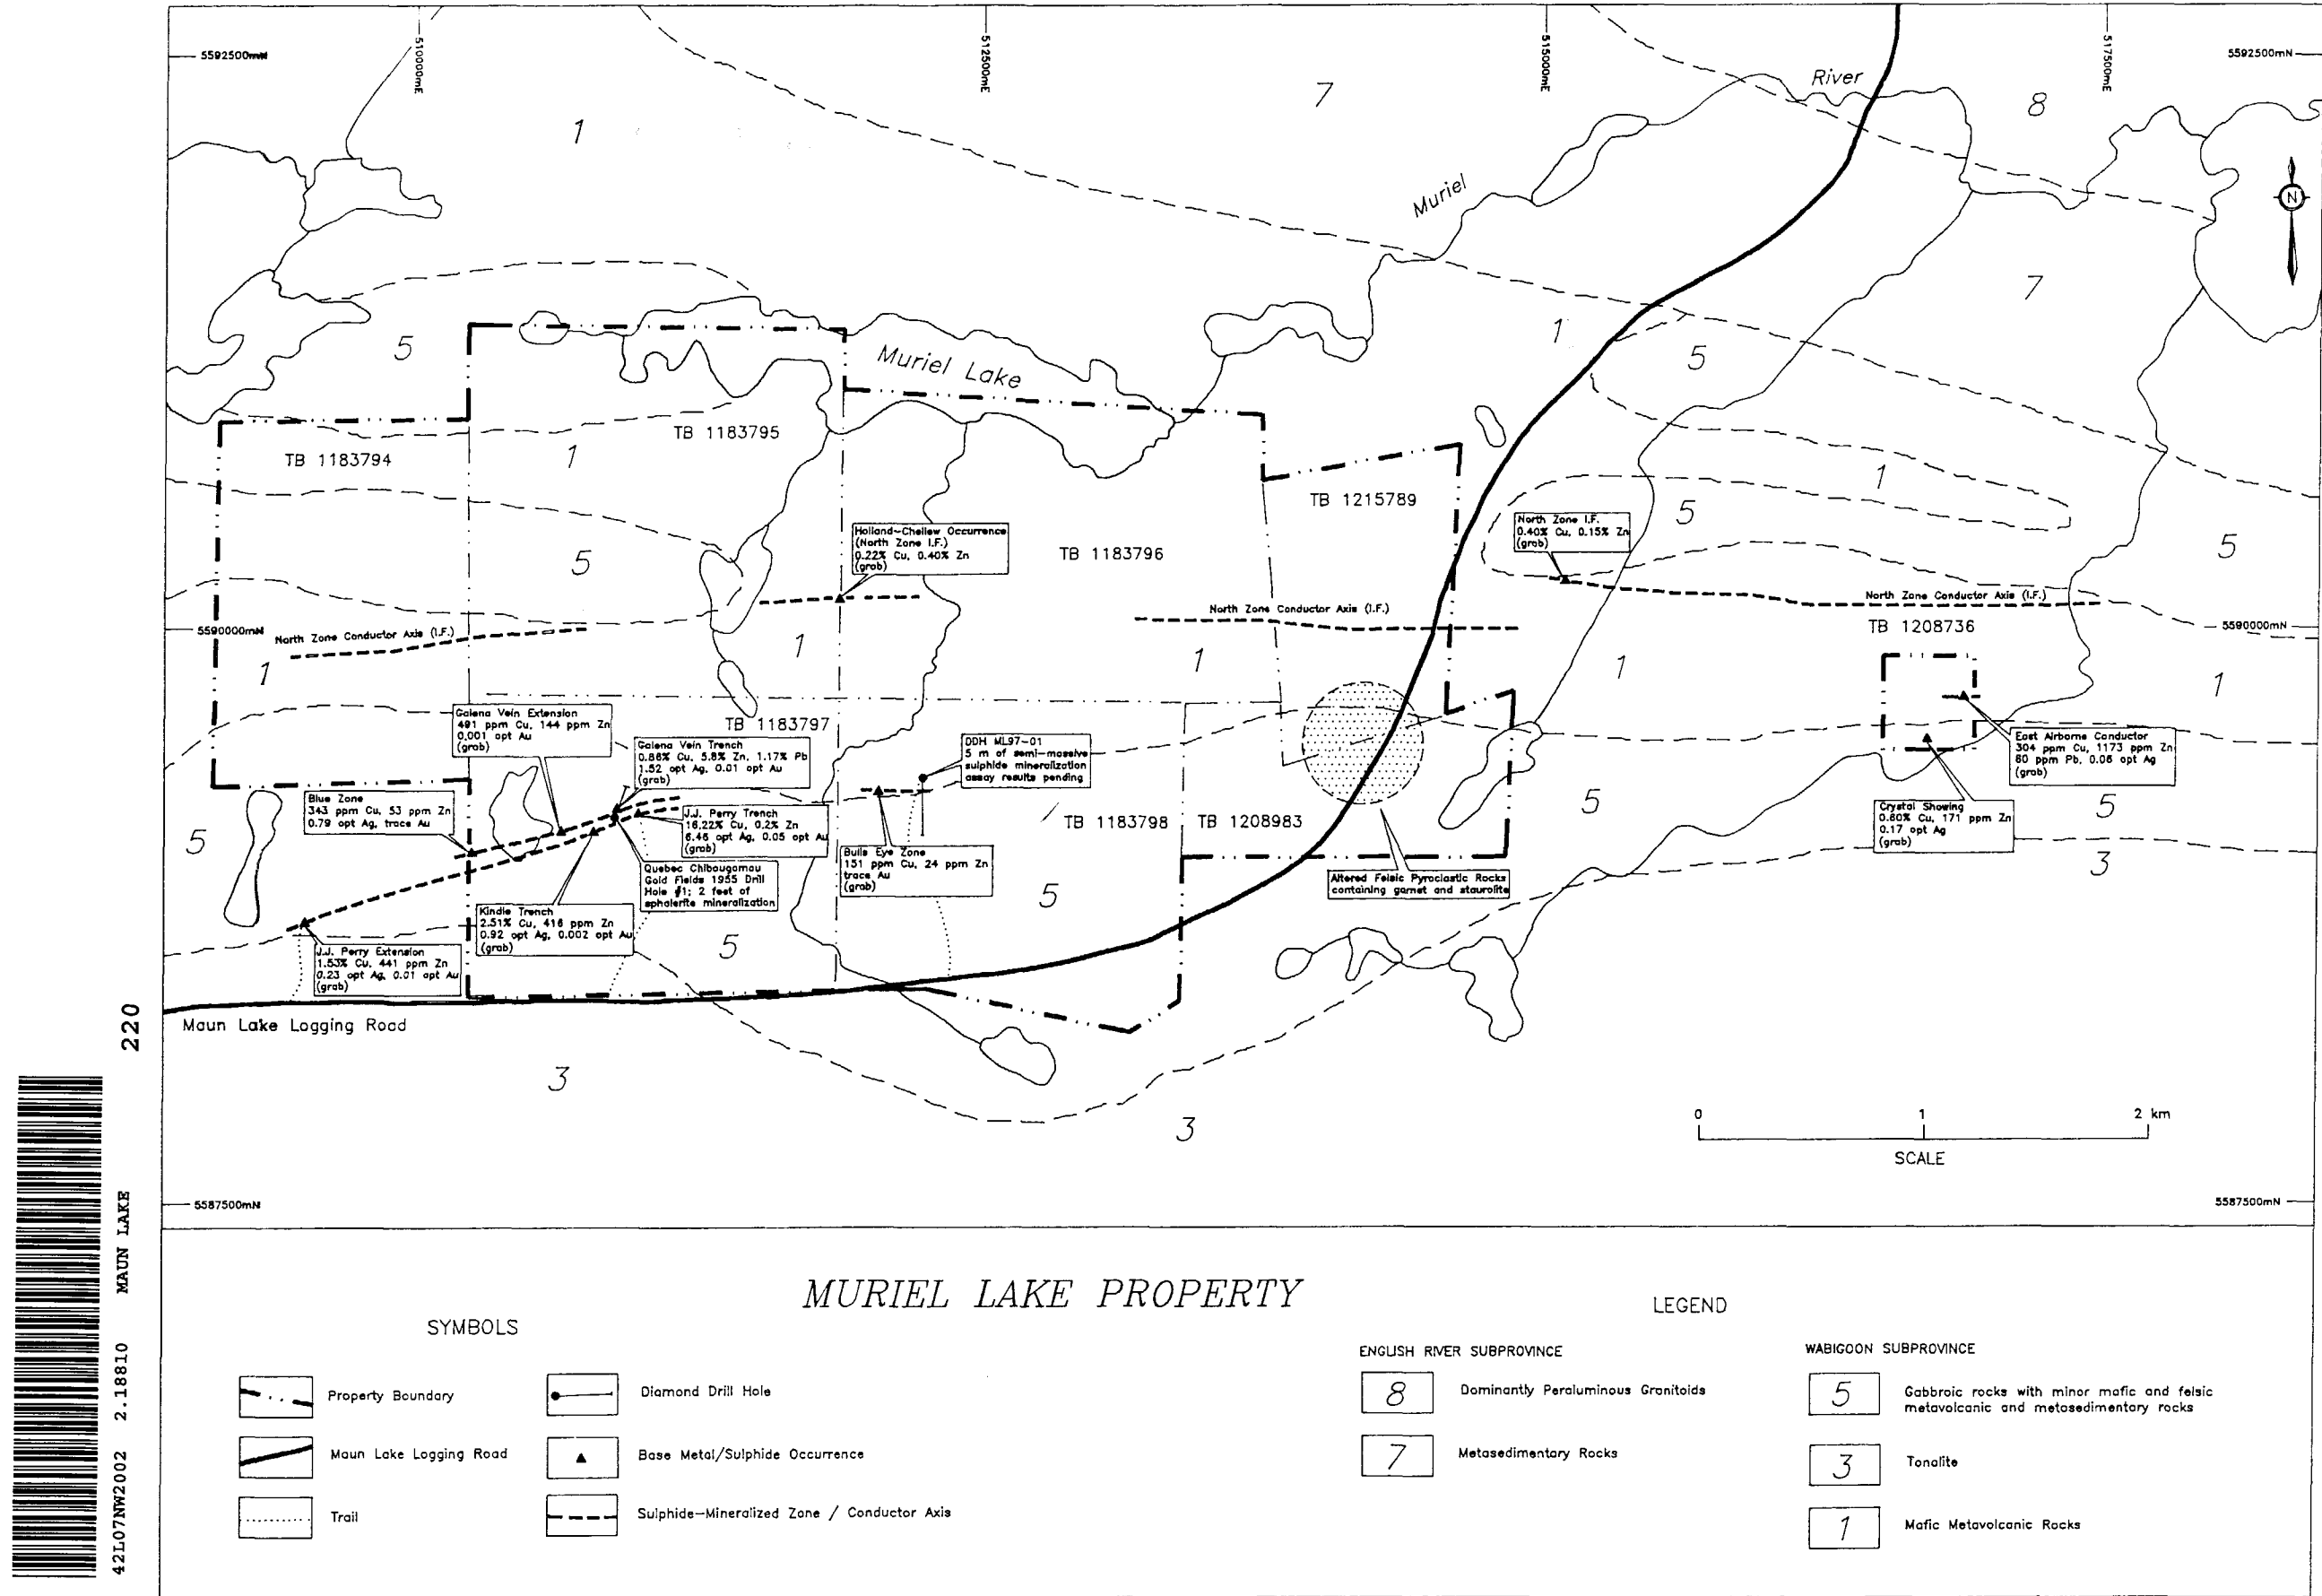 5592500mN
510000mE
512500mE
515000mE
517500mE
5592500mN
River
7
8
1
Muriel
N
7
5
1
5
Muriel Lake
TB 1183795
TB 1183794
1
1
TB 1215789
5
North Zone I.F.
0.40% Cu, 0.15% Zn
(grab)
Holland-Chellew Occurrence
(North Zone I.F.)
0.22% Cu, 0.40% Zn
(grab)
TB 1183796
5
5
North Zone Conductor Axis (I.F.)
North Zone Conductor Axis (I.F.)
5590000mN
North Zone Conductor Axis (I.F.)
TB 1208736
5590000mN
1
1
1
1
1
Galena Vein Extension
491 ppm Cu, 144 ppm Zn
0.001 opt Au
(grab)
TB 1183797
Galena Vein Trench
0.86% Cu, 5.8% Zn, 1.17% Pb
1.52 opt Ag, 0.01 opt Au
(grab)
DDH ML97-01
5 m of semi-massive
sulphide mineralization
assay results pending
East Airborne Conductor
304 ppm Cu, 1173 ppm Zn
80 ppm Pb, 0.06 opt Ag
(grab)
Blue Zone
343 ppm Cu, 53 ppm Zn
0.79 opt Ag, trace Au
J.J. Perry Trench
16.22% Cu, 0.2% Zn
6.46 opt Ag, 0.05 opt Au
(grab)
TB 1183798
TB 1208983
5
5
Crystal Showing
0.60% Cu, 171 ppm Zn
0.17 opt Ag
(grab)
5
Bulls Eye Zone
151 ppm Cu, 24 ppm Zn
trace Au
(grab)
Quebec Chibougamau
Gold Fields 1955 Drill
Hole #1; 2 feet of
sphalerite mineralization
Altered Felsic Pyroclastic Rocks
containing garnet and staurolite
3
5
Kindle Trench
2.51% Cu, 416 ppm Zn
0.92 opt Ag, 0.002 opt Au
(grab)
5
J.J. Perry Extension
1.53% Cu, 441 ppm Zn
0.23 opt Ag, 0.01 opt Au
(grab)
Maun Lake Logging Road
3
3
0 1 2 km
SCALE
5587500mN
5587500mN
220
MAUN LAKE
2.18810
42L07NW2002
MURIEL LAKE PROPERTY
SYMBOLS
Property Boundary
Diamond Drill Hole
Maun Lake Logging Road
Base Metal/Sulphide Occurrence
Trail
Sulphide-Mineralized Zone / Conductor Axis
LEGEND
ENGLISH RIVER SUBPROVINCE
8 Dominantly Peraluminous Granitoids
7 Metasedimentary Rocks
WABIGOON SUBPROVINCE
5 Gabbroic rocks with minor mafic and felsic
metavolcanic and metasedimentary rocks
3 Tonalite
1 Mafic Metavolcanic Rocks